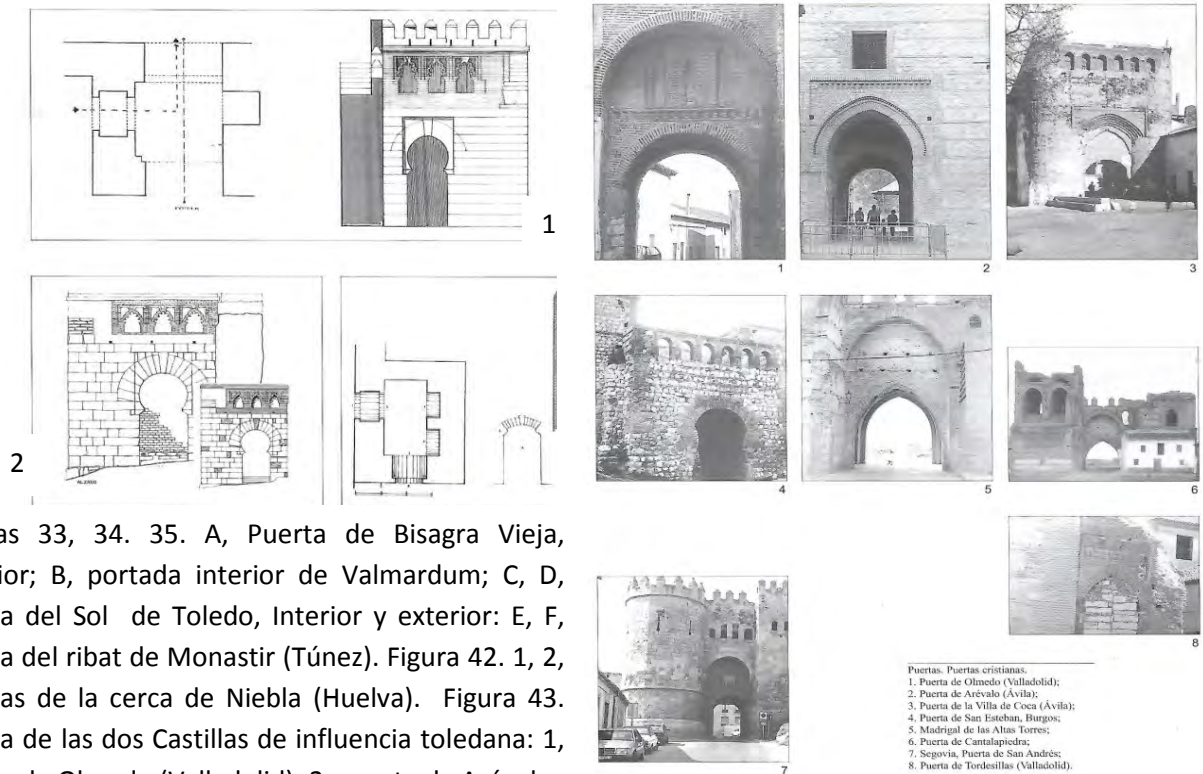 1
2
as 33, 34. 35. A, Puerta de Bisagra Vieja,
ior; B, portada interior de Valmardum; C, D,
a del Sol de Toledo, Interior y exterior: E, F,
a del ribat de Monastir (Túnez). Figura 42. 1, 2,
as de la cerca de Niebla (Huelva). Figura 43.
a de las dos Castillas de influencia toledana: 1,
1
2
3
4
5
6
7
8
Puertas. Puertas cristianas.
1. Puerta de Olmedo (Valladolid);
2. Puerta de Arévalo (Ávila);
3. Puerta de la Villa de Coca (Ávila);
4. Puerta de San Esteban, Burgos;
5. Madrigal de las Altas Torres;
6. Puerta de Cantalapiedra;
7. Segovia, Puerta de San Andrés;
8. Puerta de Tordesillas (Valladolid).